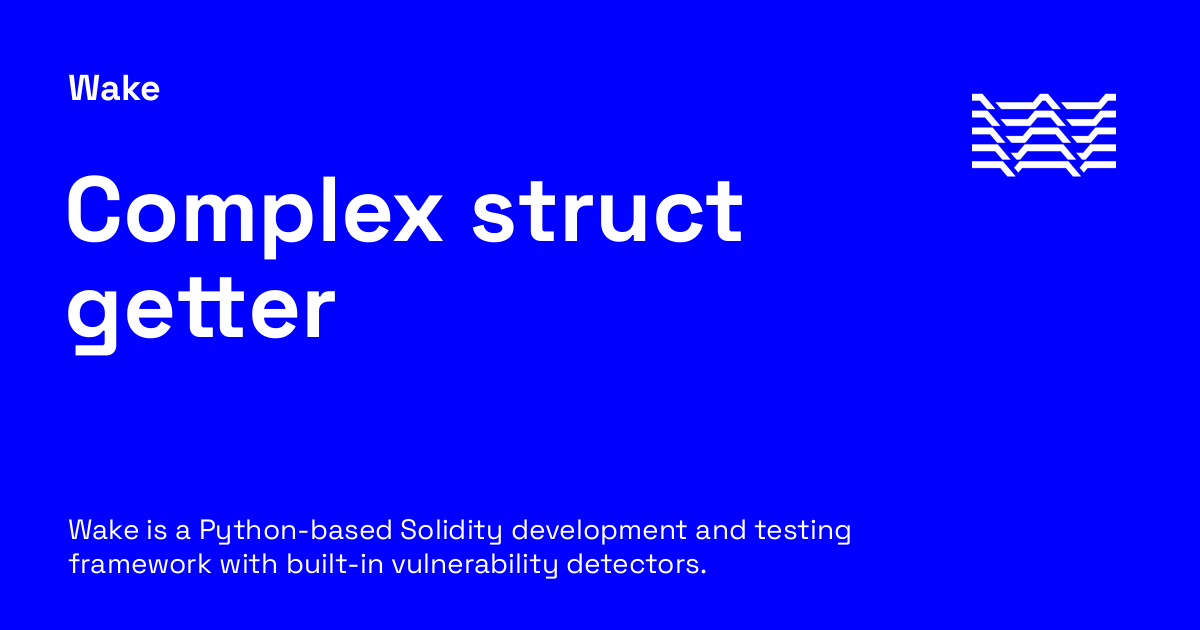 Wake
Complex struct
getter
Wake is a Python-based Solidity development and testing
framework with built-in vulnerability detectors.